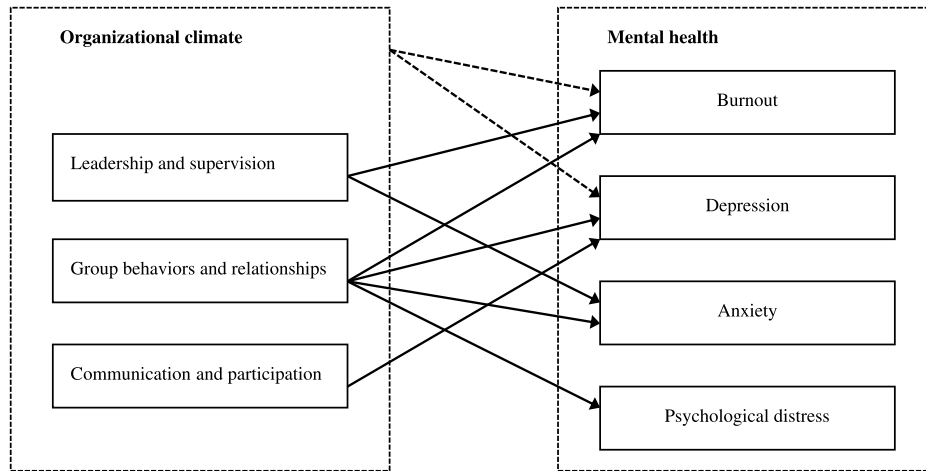 Organizational climate
Leadership and supervision
Group behaviors and relationships
Communication and participation
Mental health
Burnout
Depression
Anxiety
Psychological distress